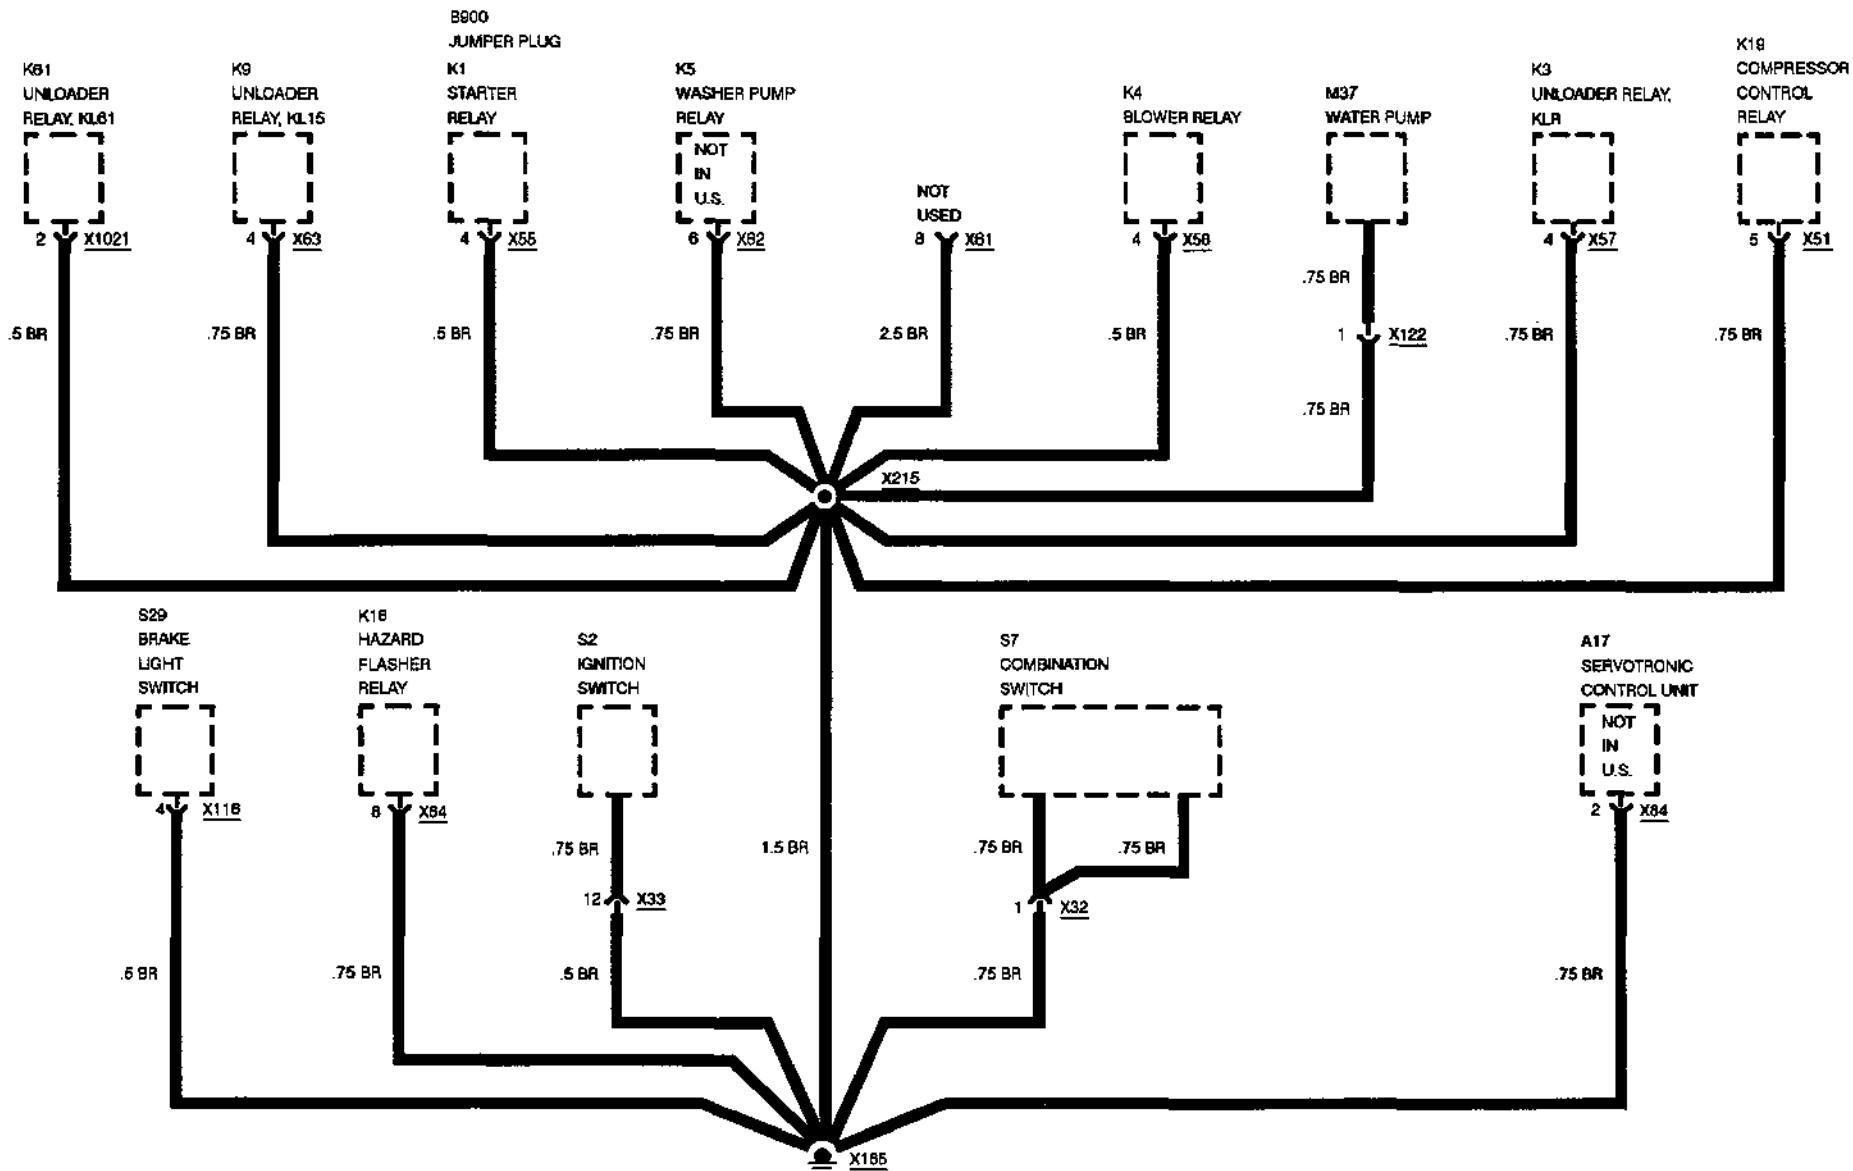 B900
JUMPER PLUG
K61
UNLOADER
RELAY, KL61
K9
UNLOADER
RELAY, KL15
K1
STARTER
RELAY
K5
WASHER PUMP
RELAY
NOT
IN
U.S.
NOT
USED
K4
BLOWER RELAY
M37
WATER PUMP
K3
UNLOADER RELAY,
KLR
K19
COMPRESSOR
CONTROL
RELAY
2 X1021
4 X63
4 X55
6 X62
8 X61
4 X56
4 X57
5 X51
.75 BR
.5 BR
.75 BR
.5 BR
.75 BR
2.5 BR
.5 BR
1 X122
.75 BR
.75 BR
.75 BR
X215
S29
BRAKE
LIGHT
SWITCH
K16
HAZARD
FLASHER
RELAY
S2
IGNITION
SWITCH
S7
COMBINATION
SWITCH
A17
SERVOTRONIC
CONTROL UNIT
NOT
IN
U.S.
4 X116
8 X64
2 X84
.75 BR
1.5 BR
.75 BR
.75 BR
12 X33
1 X32
.5 BR
.75 BR
.5 BR
.75 BR
.75 BR
X165